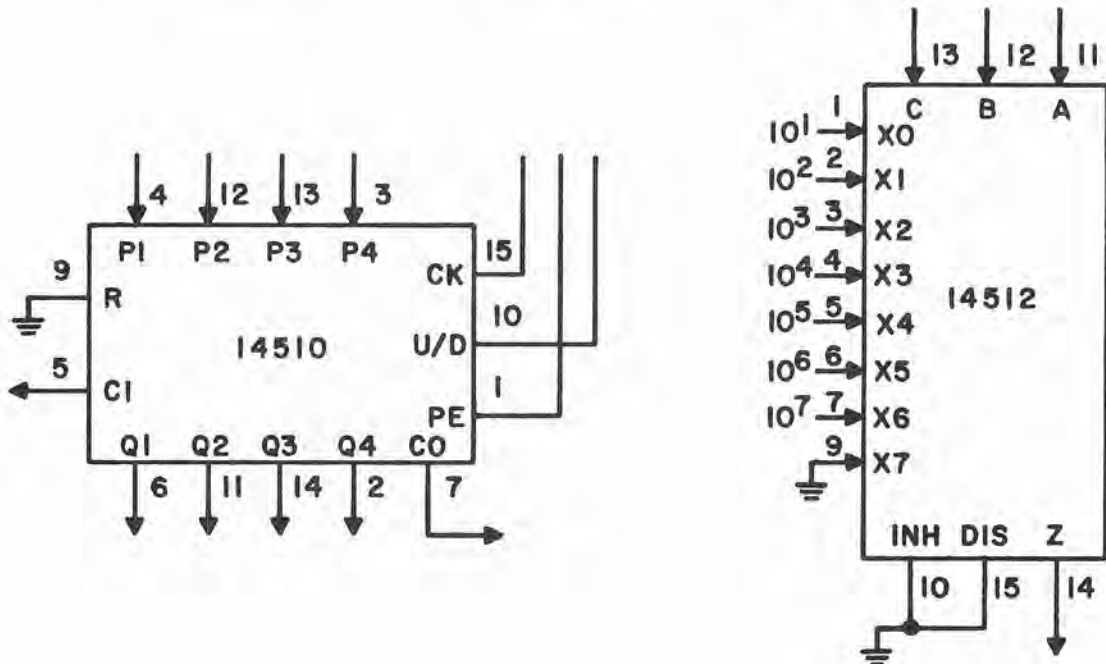 4 12 13 3
P1 P2 P3 P4
9 R
15 CK
14510
10 U/D
5 CI
1 PE
Q1 Q2 Q3 Q4 CO
6 11 14 2 7
13 12 11
C B A
10¹ 1 X0
10² 2 X1
10³ 3 X2
10⁴ 4 X3
14512
10⁵ 5 X4
10⁶ 6 X5
10⁷ 7 X6
9 X7
INH DIS Z
10 15 14